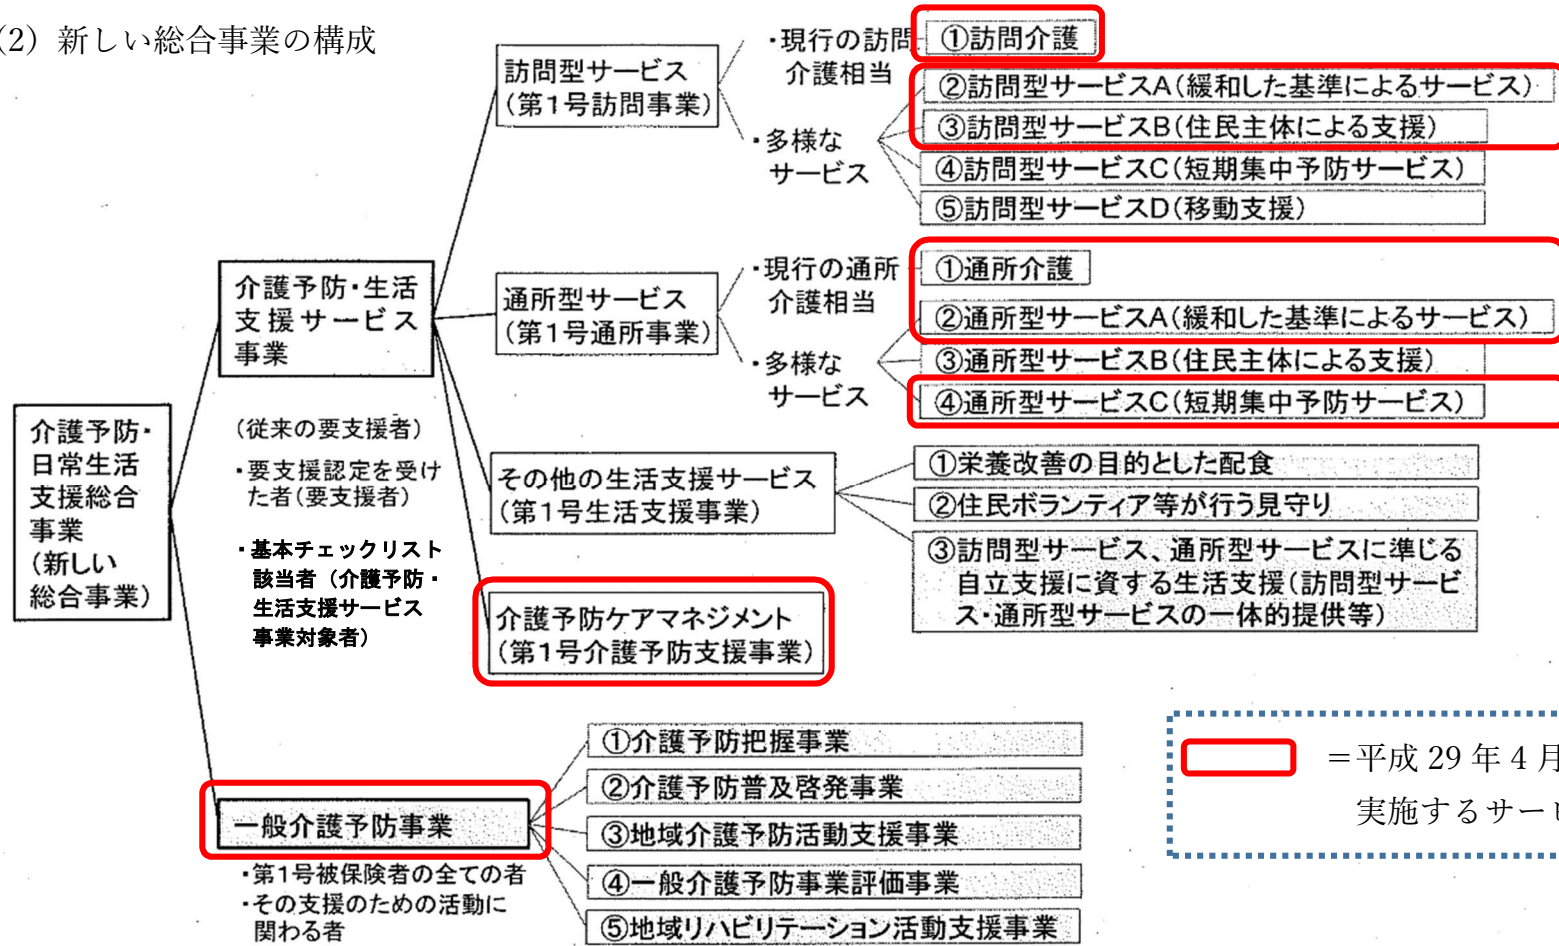 (2) 新しい総合事業の構成
訪問型サービス
(第1号訪問事業)
・現行の訪問
介護相当
①訪問介護
・多様な
サービス
②訪問型サービスA(緩和した基準によるサービス)
③訪問型サービスB(住民主体による支援)
④訪問型サービスC(短期集中予防サービス)
⑤訪問型サービスD(移動支援)
介護予防・生活
支援サービス
事業
通所型サービス
(第1号通所事業)
・現行の通所
介護相当
①通所介護
・多様な
サービス
②通所型サービスA(緩和した基準によるサービス)
③通所型サービスB(住民主体による支援)
④通所型サービスC(短期集中予防サービス)
介護予防・
日常生活
支援総合
事業
(新しい
総合事業)
(従来の要支援者)
・要支援認定を受け
た者(要支援者)
・基本チェックリスト
該当者(介護予防・
生活支援サービス
事業対象者)
その他の生活支援サービス
(第1号生活支援事業)
①栄養改善の目的とした配食
②住民ボランティア等が行う見守り
③訪問型サービス、通所型サービスに準じる
自立支援に資する生活支援(訪問型サービ
ス・通所型サービスの一体的提供等)
介護予防ケアマネジメント
(第1号介護予防支援事業)
一般介護予防事業
・第1号被保険者の全ての者
・その支援のための活動に
関わる者
①介護予防把握事業
②介護予防普及啓発事業
③地域介護予防活動支援事業
④一般介護予防事業評価事業
⑤地域リハビリテーション活動支援事業
=平成 29 年 4 月
実施するサー